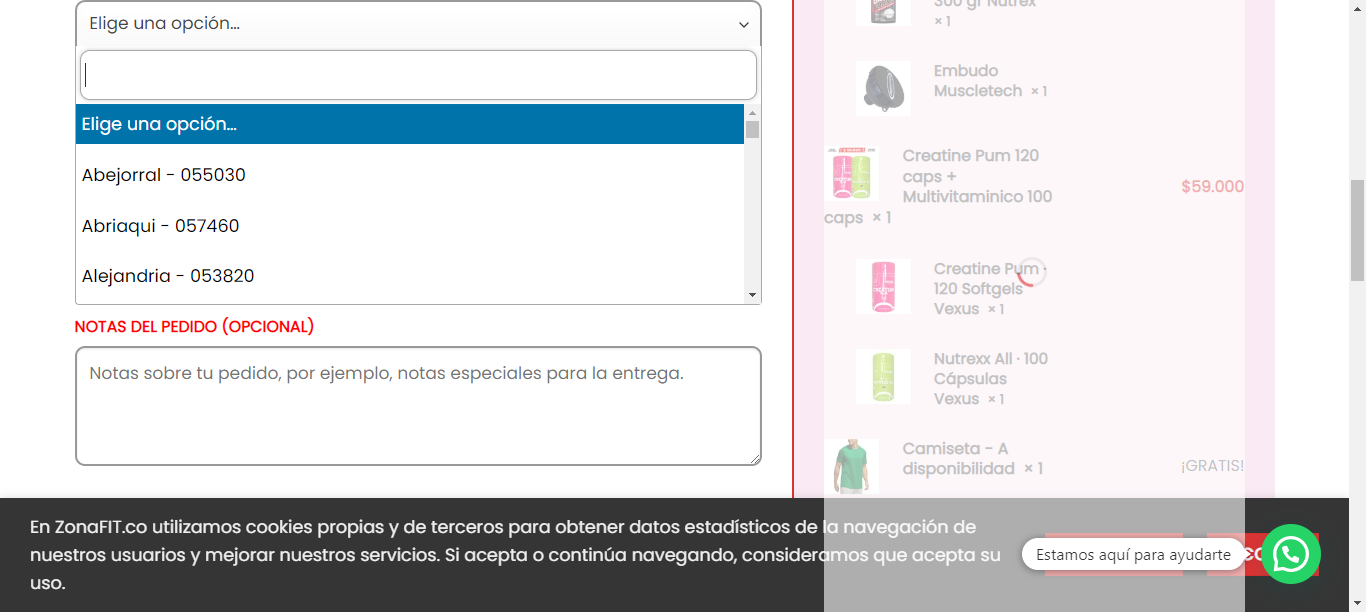 Elige una opción...
Elige una opción...
Abejorral - 055030
Abriaqui - 057460
Alejandria - 053820
NOTAS DEL PEDIDO (OPCIONAL)
Notas sobre tu pedido, por ejemplo, notas especiales para la entrega.
300 gr Nutrex
× 1
Embudo
Muscletech × 1
Creatine Pum 120
caps +
Multivitaminico 100
caps × 1
$59.000
Creatine Pum ·
120 Softgels
Vexus × 1
Nutrexx All · 100
Cápsulas
Vexus × 1
Camiseta - A
disponibilidad × 1
¡GRATIS!
En ZonaFIT.co utilizamos cookies propias y de terceros para obtener datos estadísticos de la navegación de
nuestros usuarios y mejorar nuestros servicios. Si acepta o continúa navegando, consideramos que acepta su
uso.
Estamos aquí para ayudarte